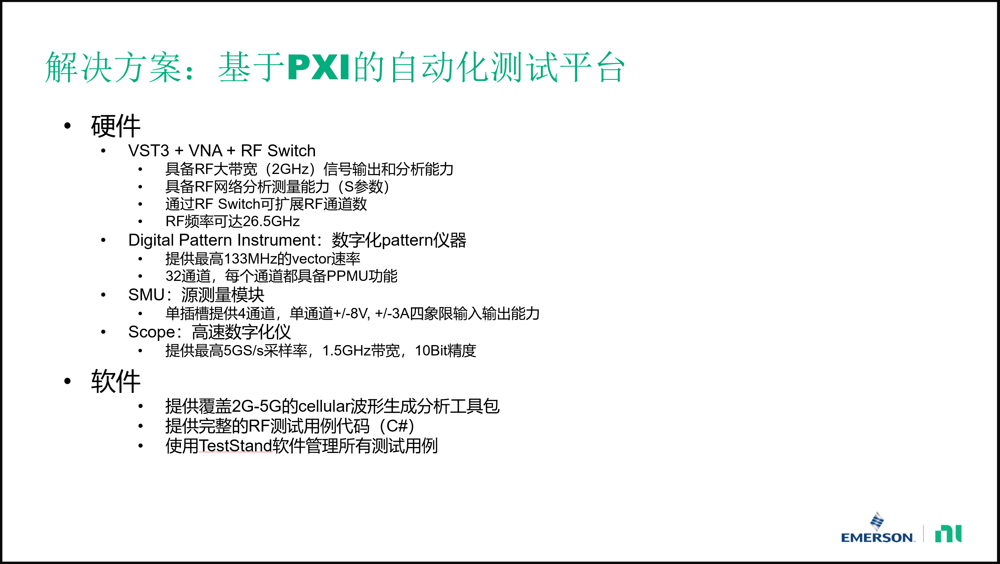 解决方案：基于PXI的自动化测试平台
• 硬件
• VST3 + VNA + RF Switch
• 具备RF大带宽（2GHz）信号输出和分析能力
• 具备RF网络分析测量能力（S参数）
• 通过RF Switch可扩展RF通道数
• RF频率可达26.5GHz
• Digital Pattern Instrument：数字化pattern仪器
• 提供最高133MHz的vector速率
• 32通道，每个通道都具备PPMU功能
• SMU：源测量模块
• 单插槽提供4通道，单通道+/-8V, +/-3A四象限输入输出能力
• Scope：高速数字化仪
• 提供最高5GS/s采样率，1.5GHz带宽，10Bit精度
• 软件
• 提供覆盖2G-5G的cellular波形生成分析工具包
• 提供完整的RF测试用例代码（C#）
• 使用TestStand软件管理所有测试用例
EMERSON™ | ni